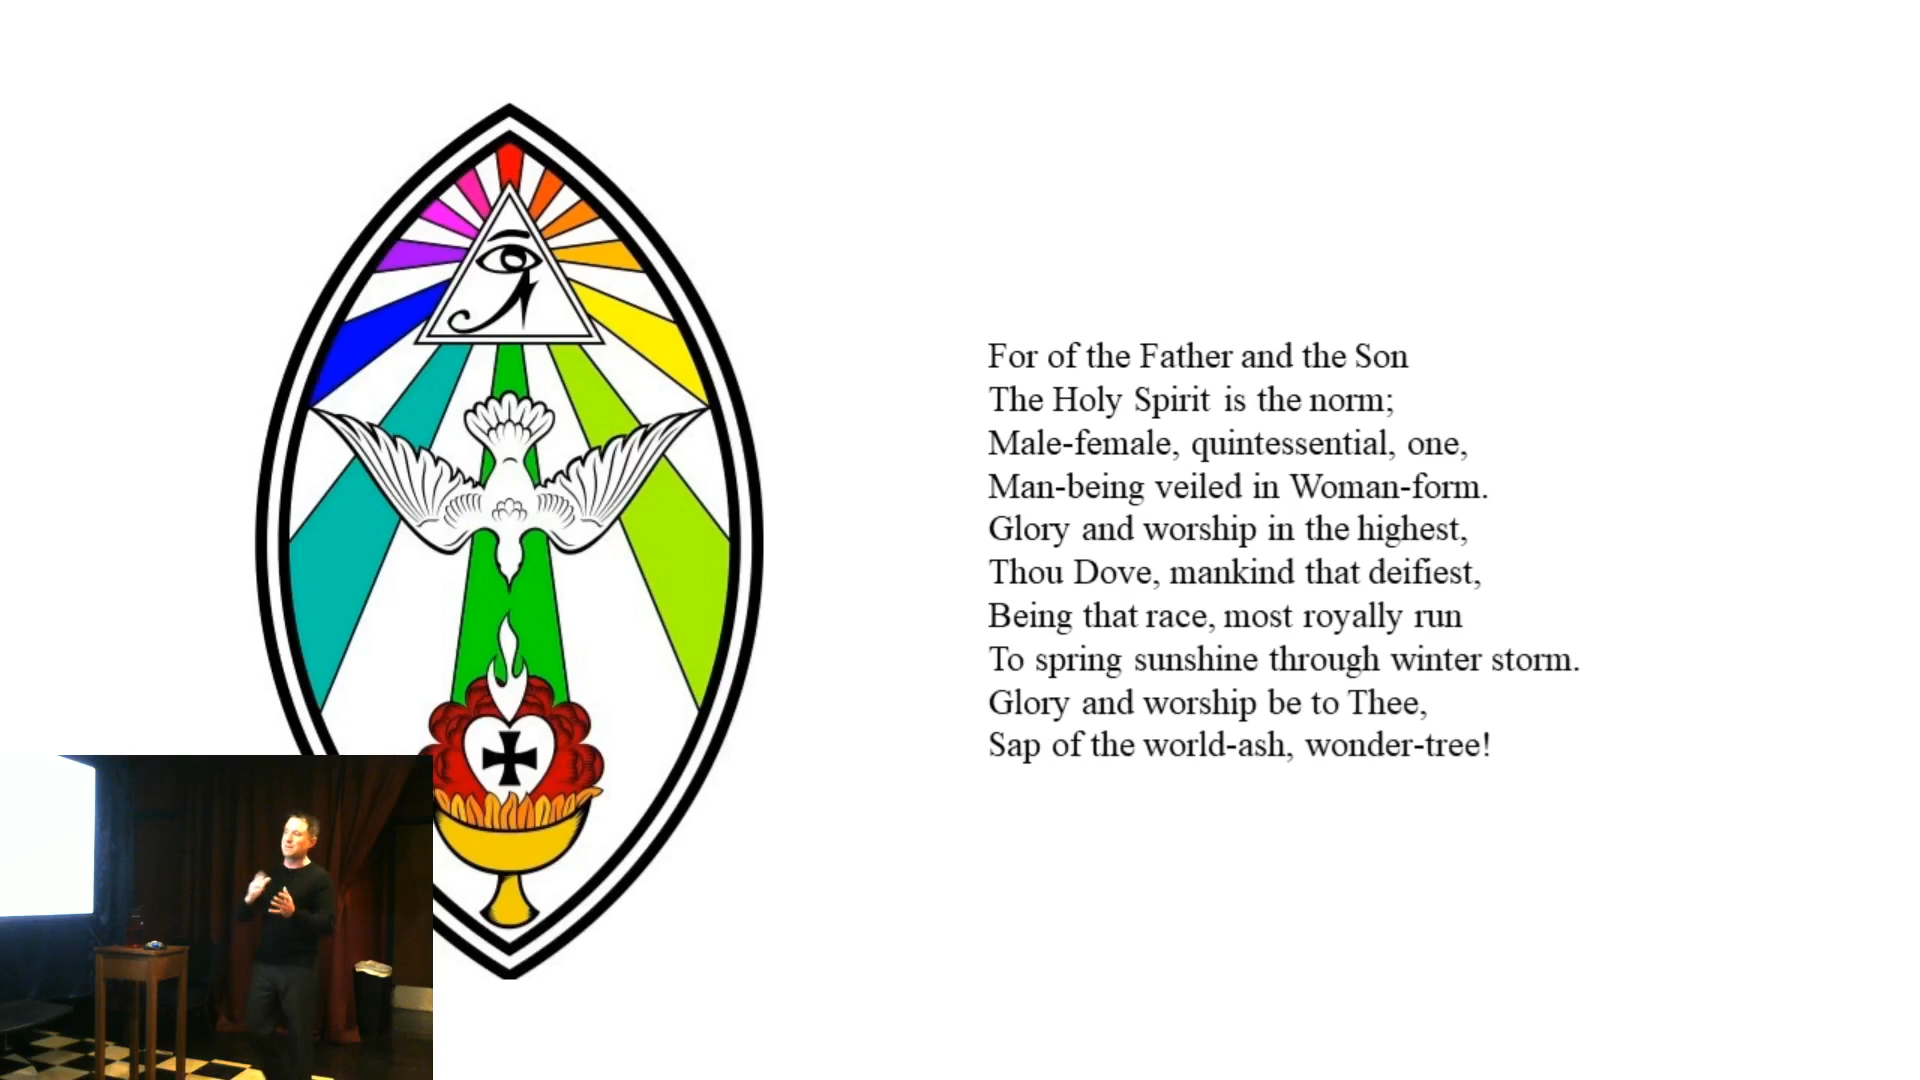 For of the Father and the Son
The Holy Spirit is the norm;
Male-female, quintessential, one,
Man-being veiled in Woman-form.
Glory and worship in the highest,
Thou Dove, mankind that deifiest,
Being that race, most royally run
To spring sunshine through winter storm.
Glory and worship be to Thee,
Sap of the world-ash, wonder-tree!